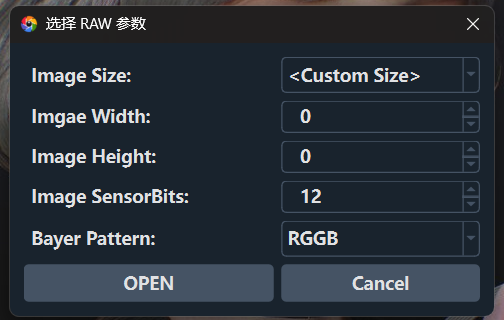 选择 RAW 参数
Image Size: <Custom Size>
Imgae Width: 0
Image Height: 0
Image SensorBits: 12
Bayer Pattern: RGGB
OPEN Cancel